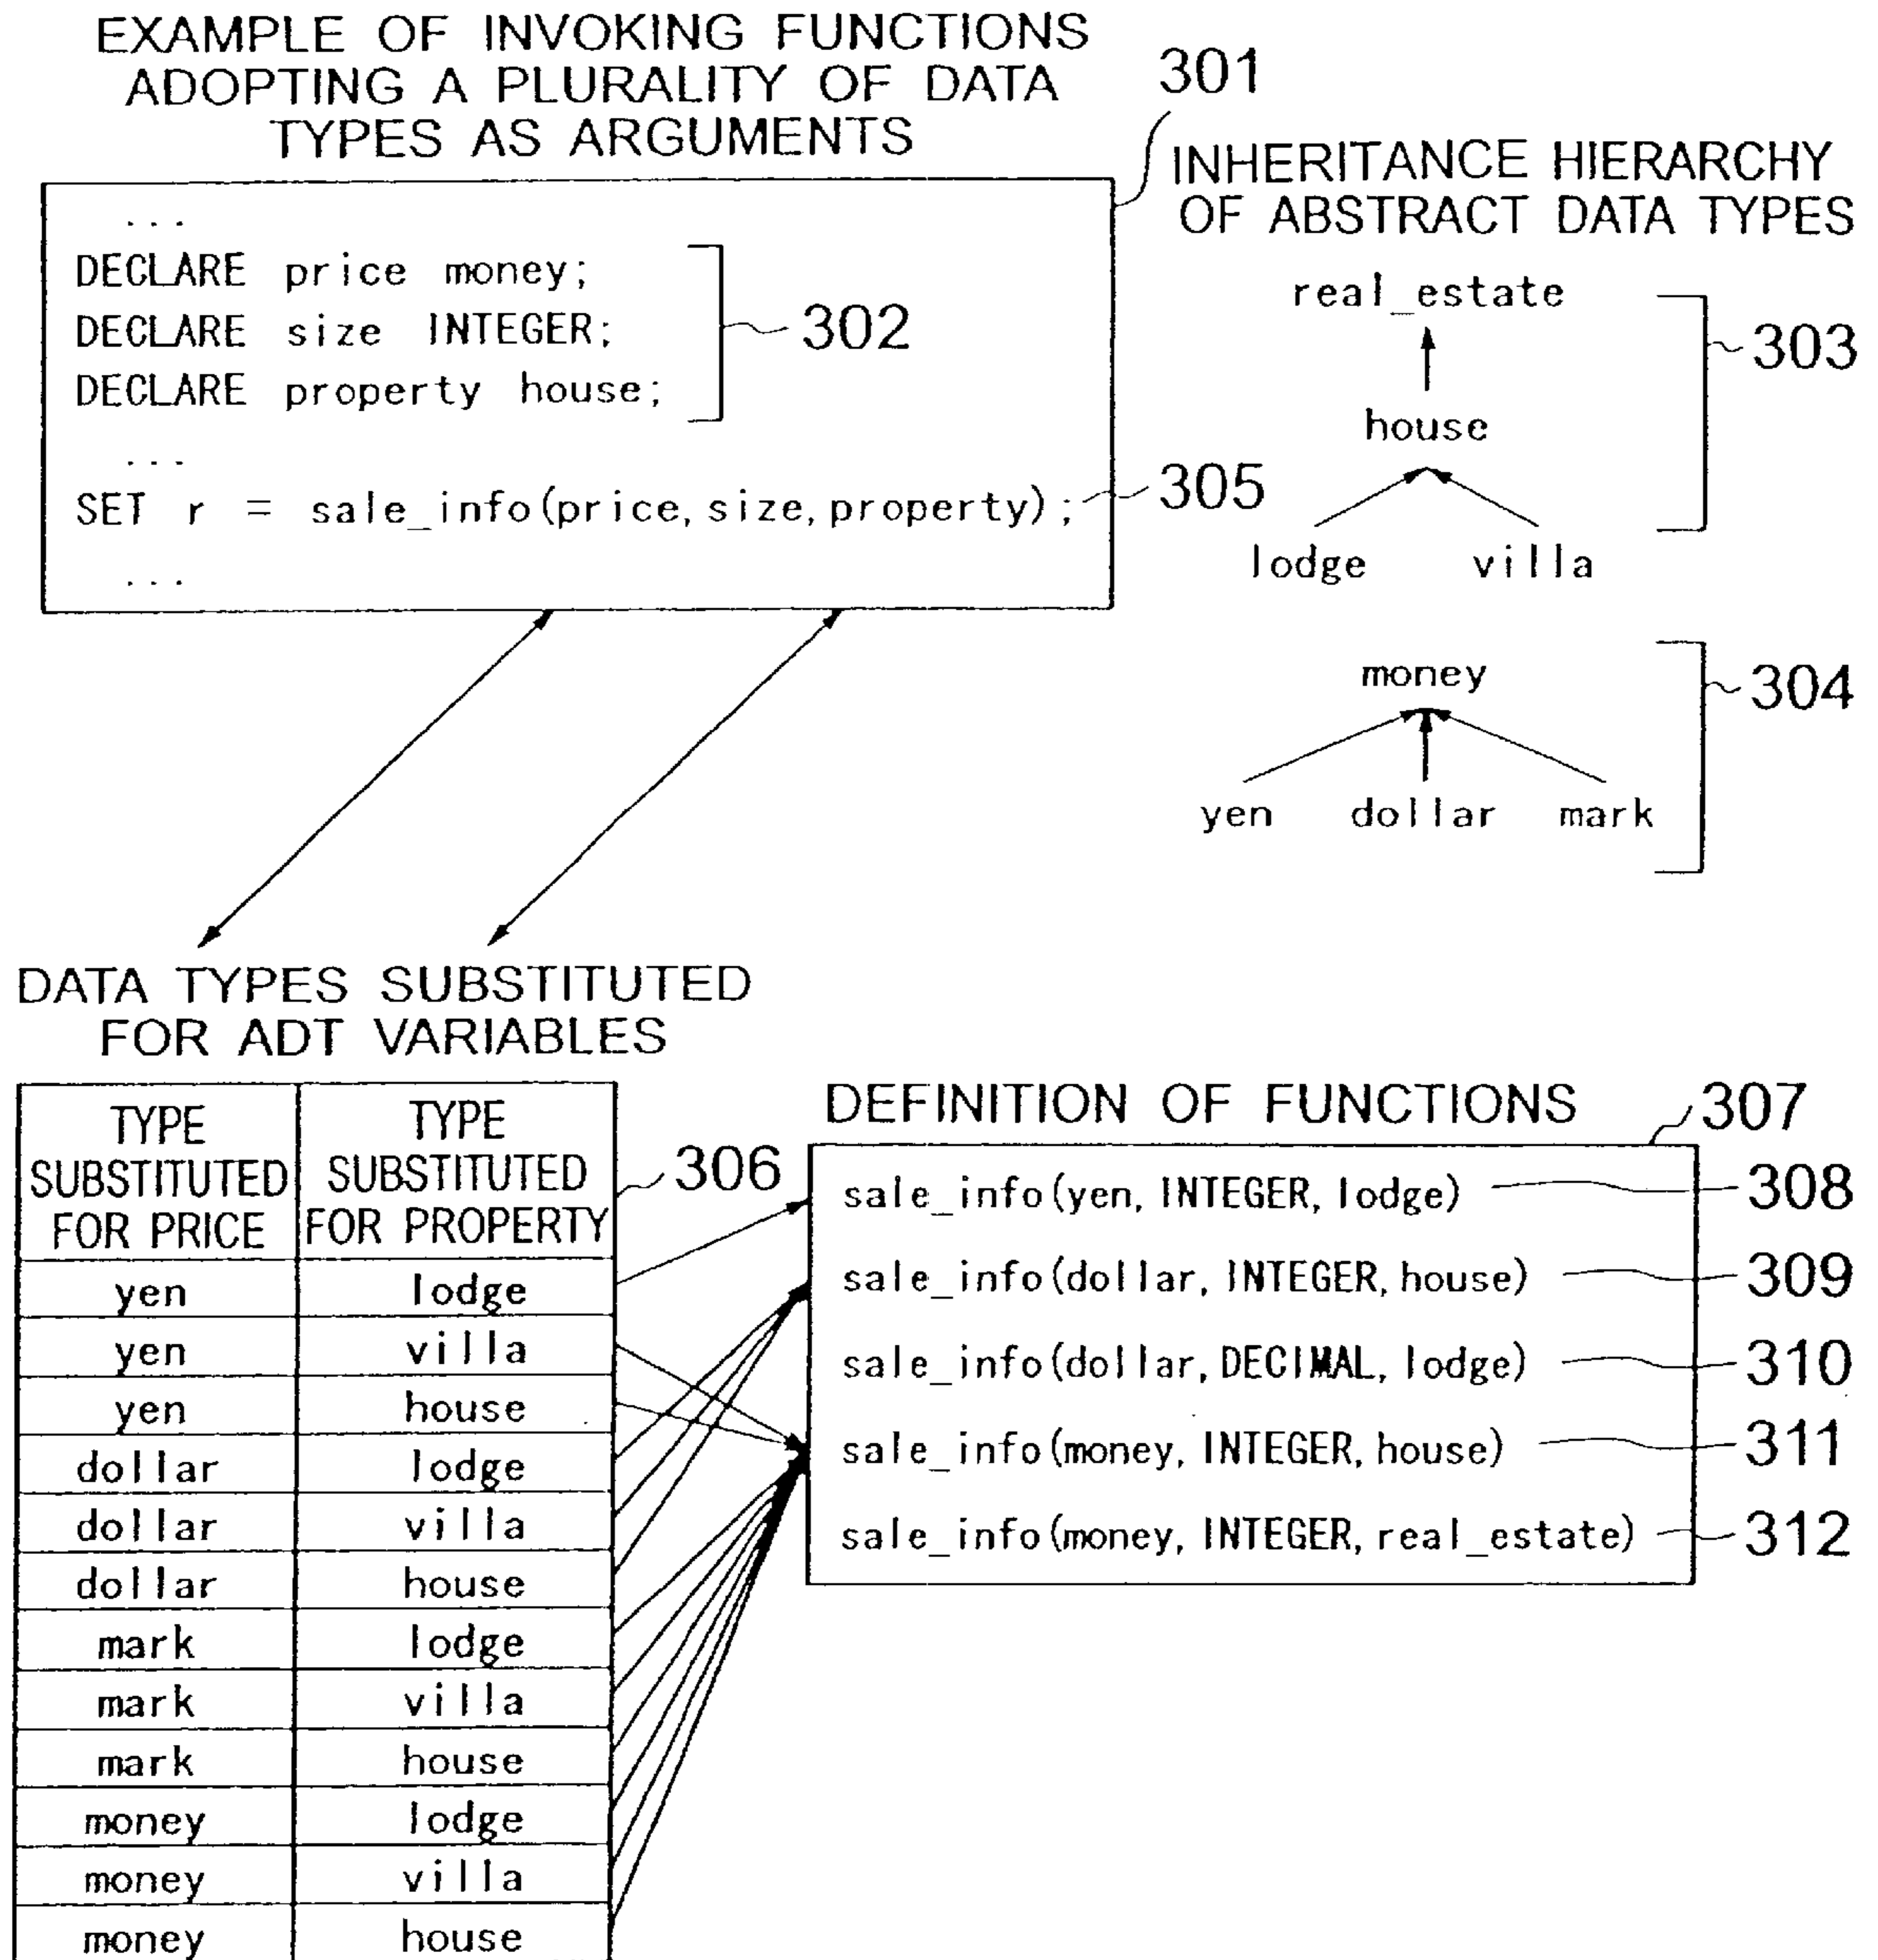 EXAMPLE OF INVOKING FUNCTIONS
ADOPTING A PLURALITY OF DATA
TYPES AS ARGUMENTS
301
...
DECLARE price money;
DECLARE size INTEGER;
DECLARE property house;
302
...
SET r = sale_info(price,size,property);
305
...
INHERITANCE HIERARCHY
OF ABSTRACT DATA TYPES
real_estate
303
house
lodge villa
money
304
yen dollar mark
DATA TYPES SUBSTITUTED
FOR ADT VARIABLES
TYPE SUBSTITUTED FOR PRICE
TYPE SUBSTITUTED FOR PROPERTY
306
yen lodge
yen villa
yen house
dollar lodge
dollar villa
dollar house
mark lodge
mark villa
mark house
money lodge
money villa
money house
DEFINITION OF FUNCTIONS
307
sale_info(yen, INTEGER, lodge) 308
sale_info(dollar, INTEGER, house) 309
sale_info(dollar, DECIMAL, lodge) 310
sale_info(money, INTEGER, house) 311
sale_info(money, INTEGER, real_estate) 312